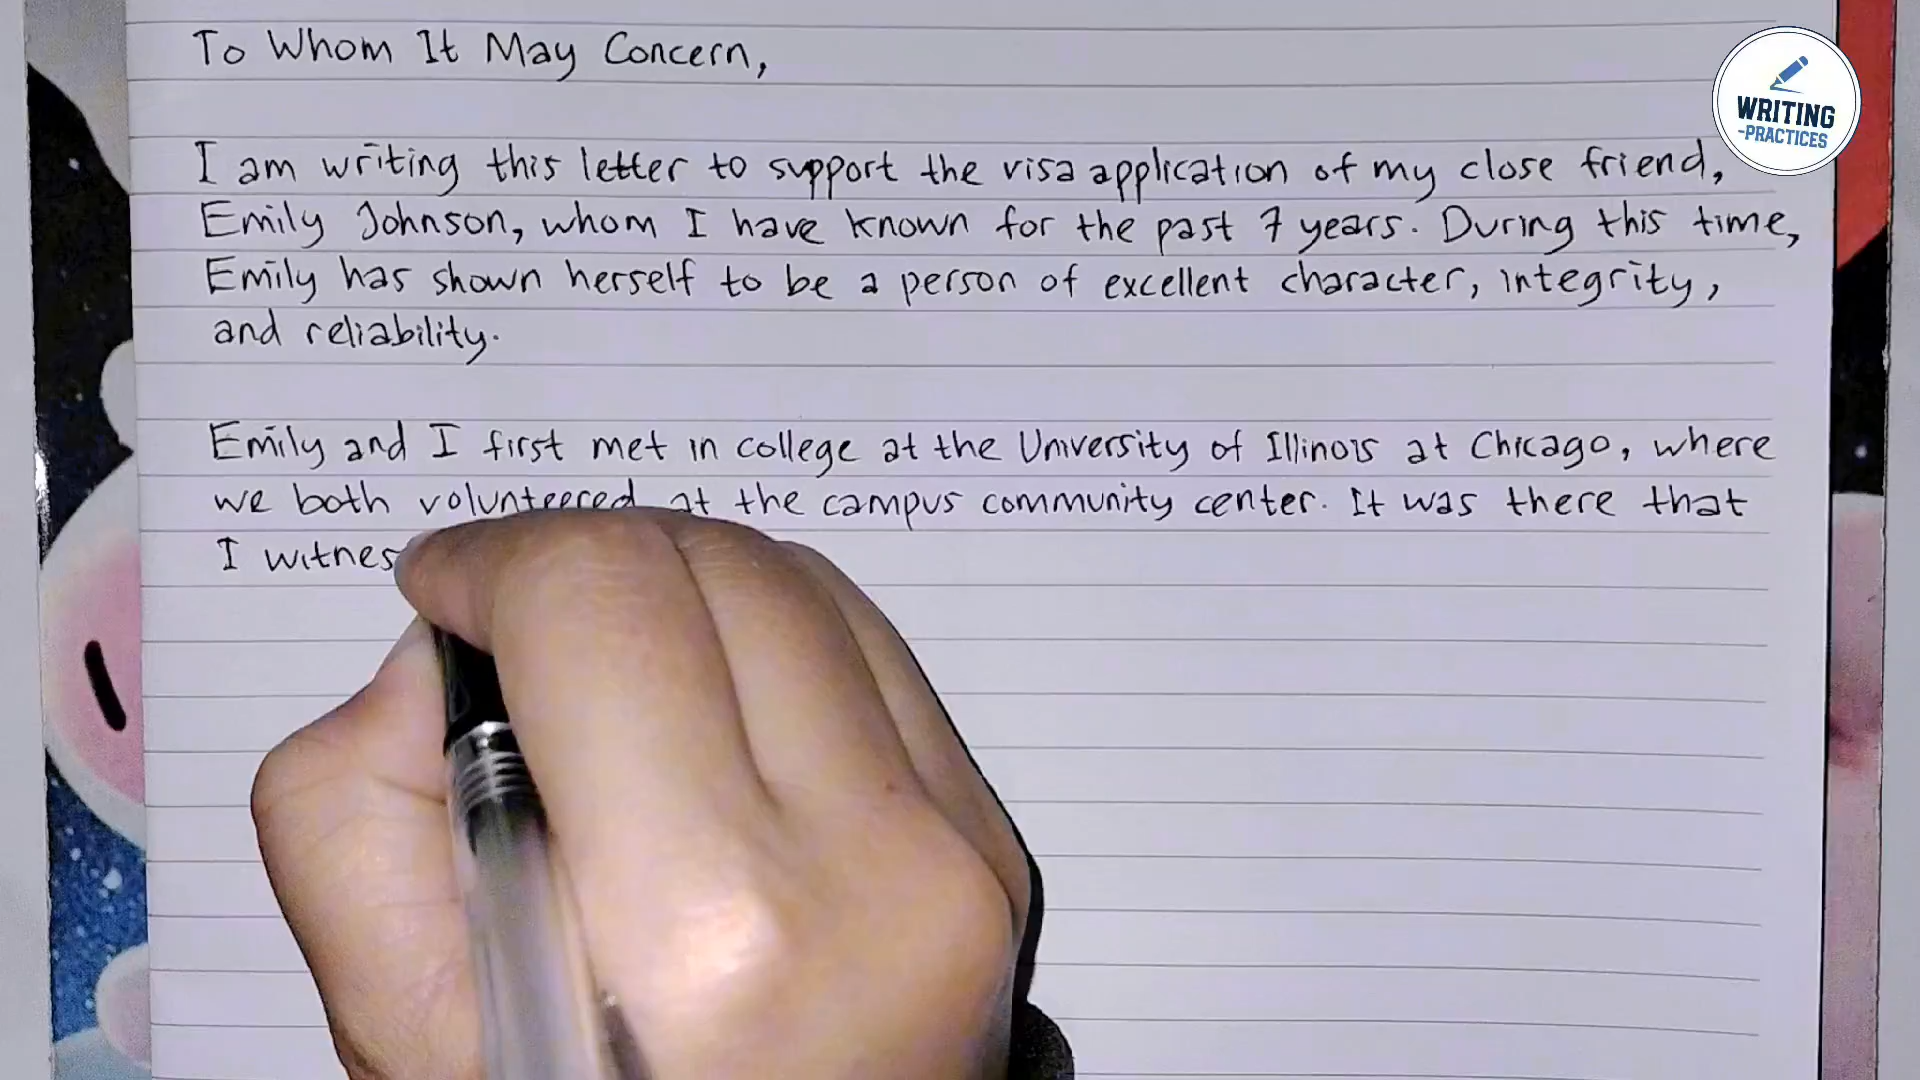 To Whom It May Concern,
I am writing this letter to support the visa application of my close friend,
Emily Johnson, whom I have known for the past 7 years. During this time,
Emily has shown herself to be a person of excellent character, integrity,
and reliability.
Emily and I first met in college at the University of Illinois at Chicago, where
we both volunteered at the campus community center. It was there that
I witnes
WRITING
-PRACTICES